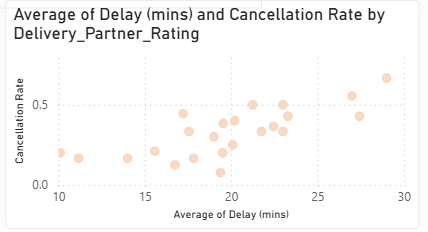 Average of Delay (mins) and Cancellation Rate by
Delivery_Partner_Rating
Cancellation Rate
0.5
0.0
10 15 20 25 30
Average of Delay (mins)